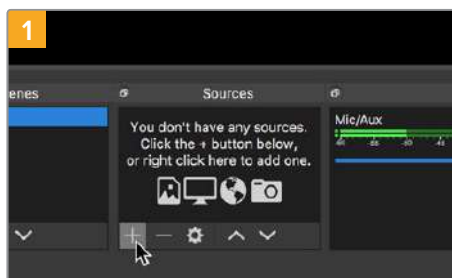 1
enes
Sources
Mic/Aux
You don't have any sources.
Click the + button below,
or right click here to add one.